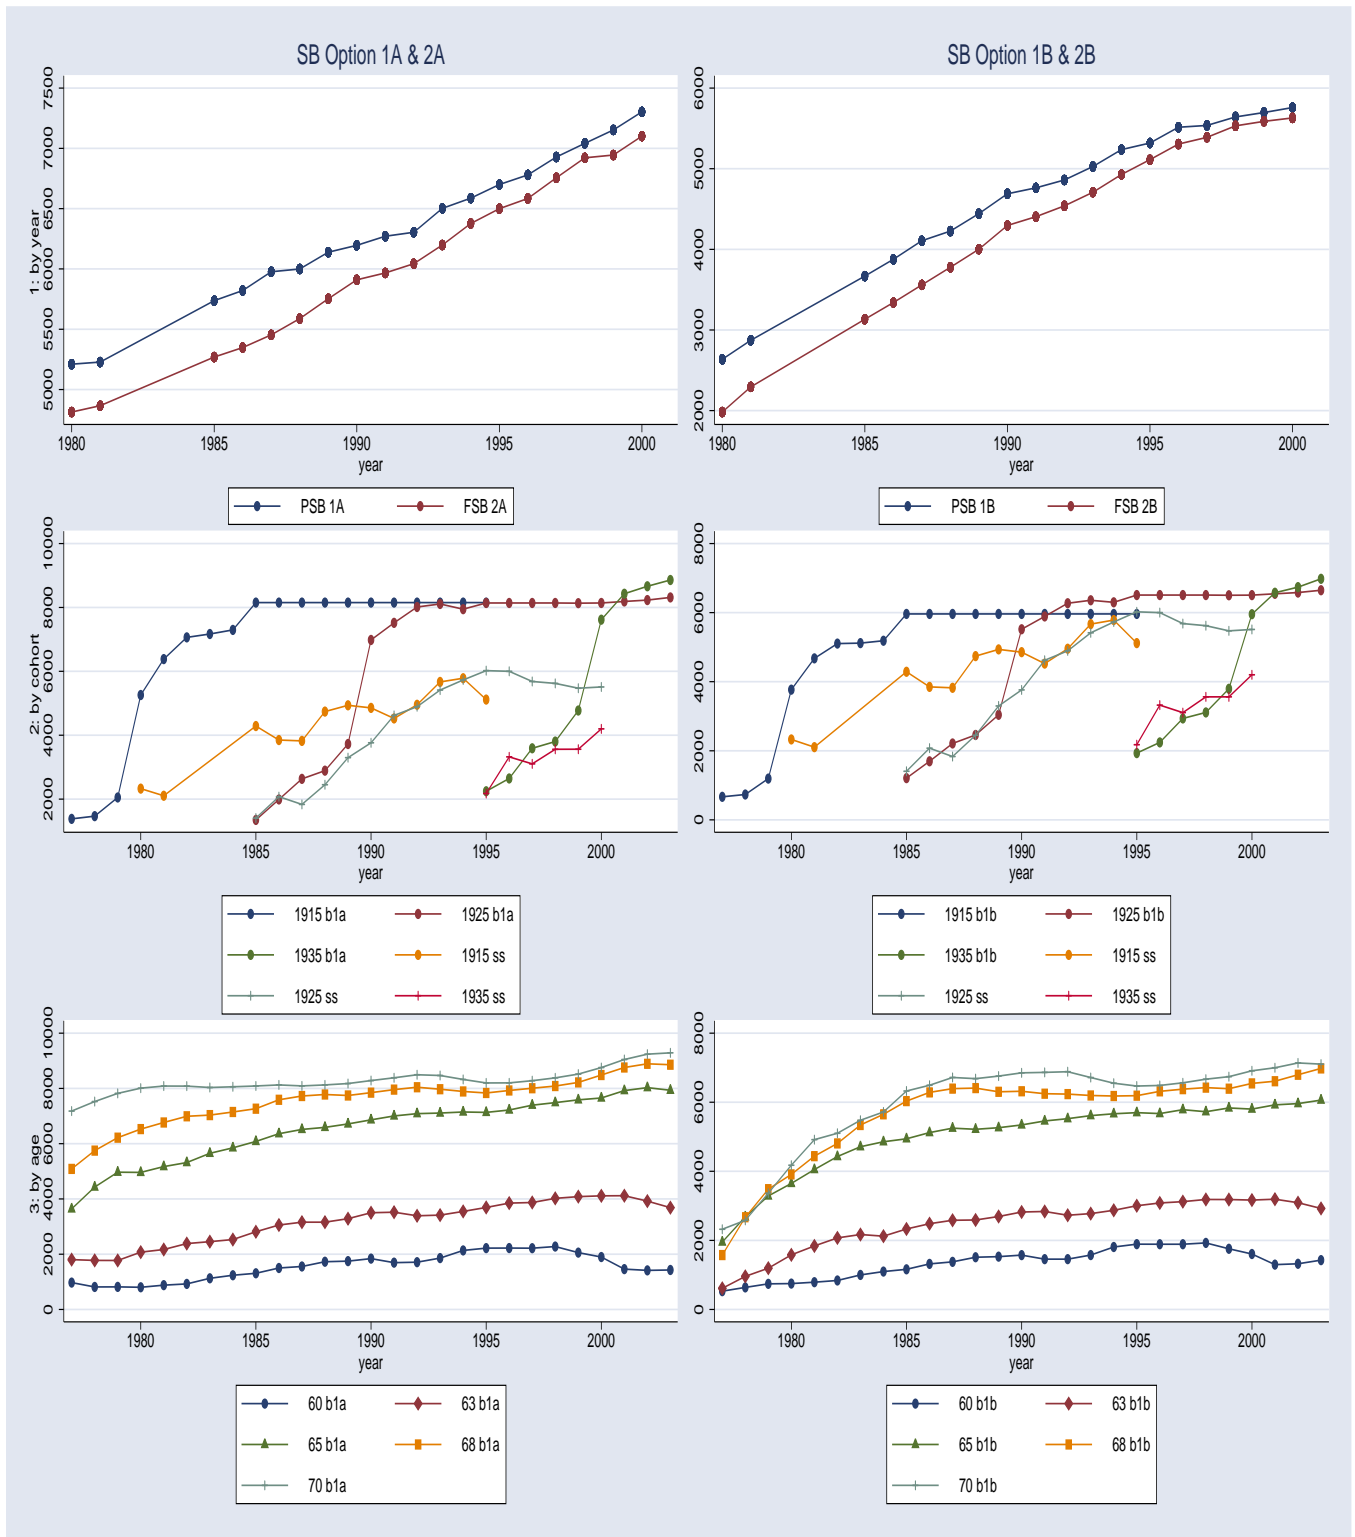 SB Option 1A & 2A
1: by year
5000 5500 6000 6500 7000 7500
1980 1985 1990 1995 2000
year
PSB 1A FSB 2A
SB Option 1B & 2B
2000 3000 4000 5000 6000
1980 1985 1990 1995 2000
year
PSB 1B FSB 2B
2: by cohort
2000 4000 6000 8000 10000
1980 1985 1990 1995 2000
year
1915 b1a 1925 b1a
1935 b1a 1915 ss
1925 ss 1935 ss
0 2000 4000 6000 8000
1980 1985 1990 1995 2000
year
1915 b1b 1925 b1b
1935 b1b 1915 ss
1925 ss 1935 ss
3: by age
0 2000 4000 6000 8000 10000
1980 1985 1990 1995 2000
year
60 b1a 63 b1a
65 b1a 68 b1a
70 b1a
0 2000 4000 6000 8000
1980 1985 1990 1995 2000
year
60 b1b 63 b1b
65 b1b 68 b1b
70 b1b